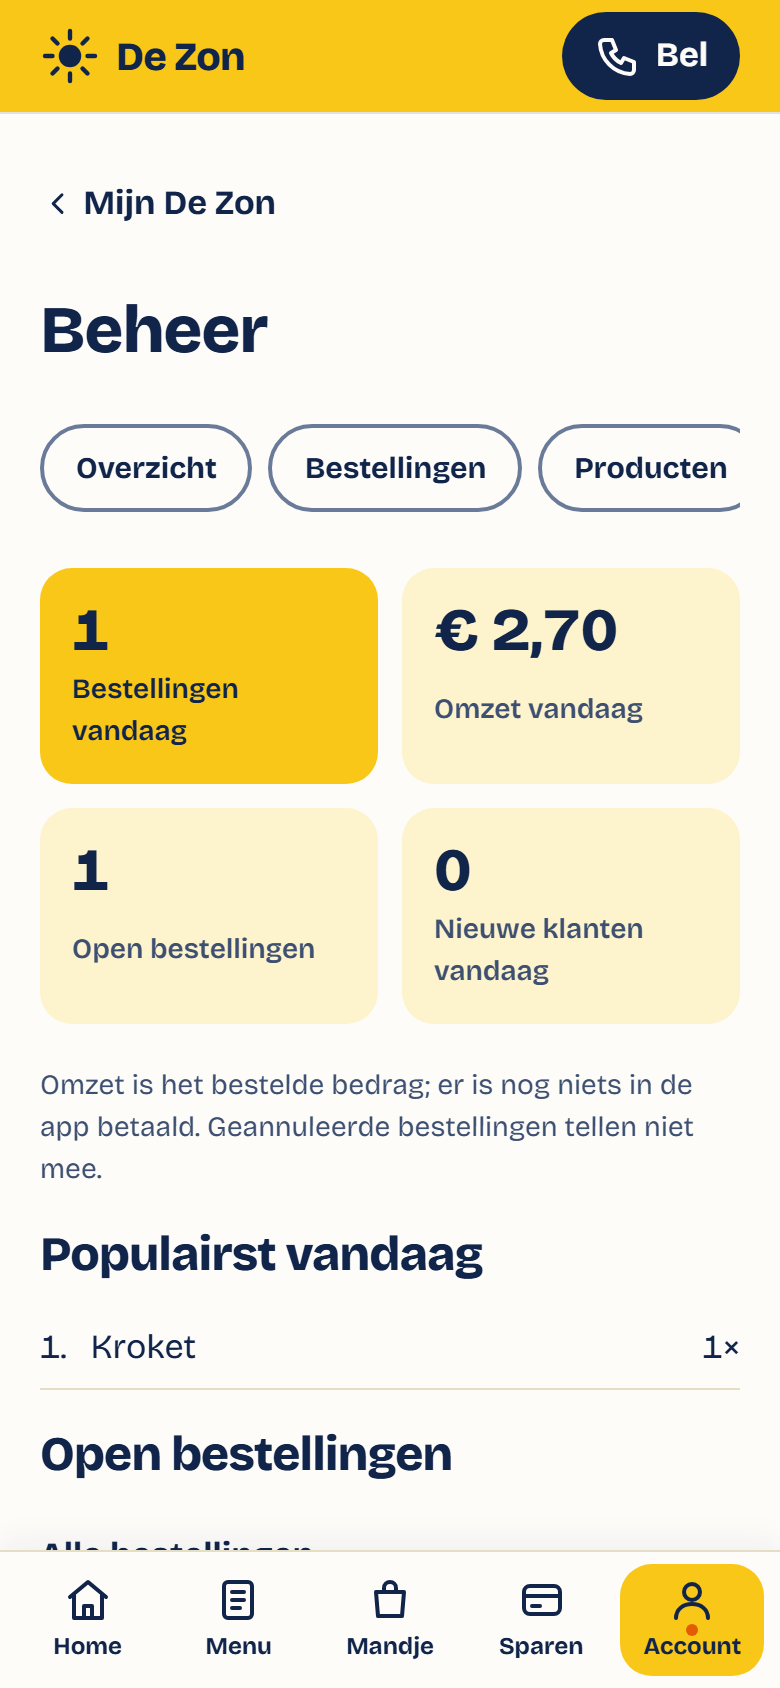 De Zon
Bel
Mijn De Zon
Beheer
Overzicht
Bestellingen
Producten
1
Bestellingen
vandaag
€ 2,70
Omzet vandaag
1
Open bestellingen
0
Nieuwe klanten
vandaag
Omzet is het bestelde bedrag; er is nog niets in de
app betaald. Geannuleerde bestellingen tellen niet
mee.
Populairst vandaag
1. Kroket 1×
Open bestellingen
Alle bestellingen
Home
Menu
Mandje
Sparen
Account